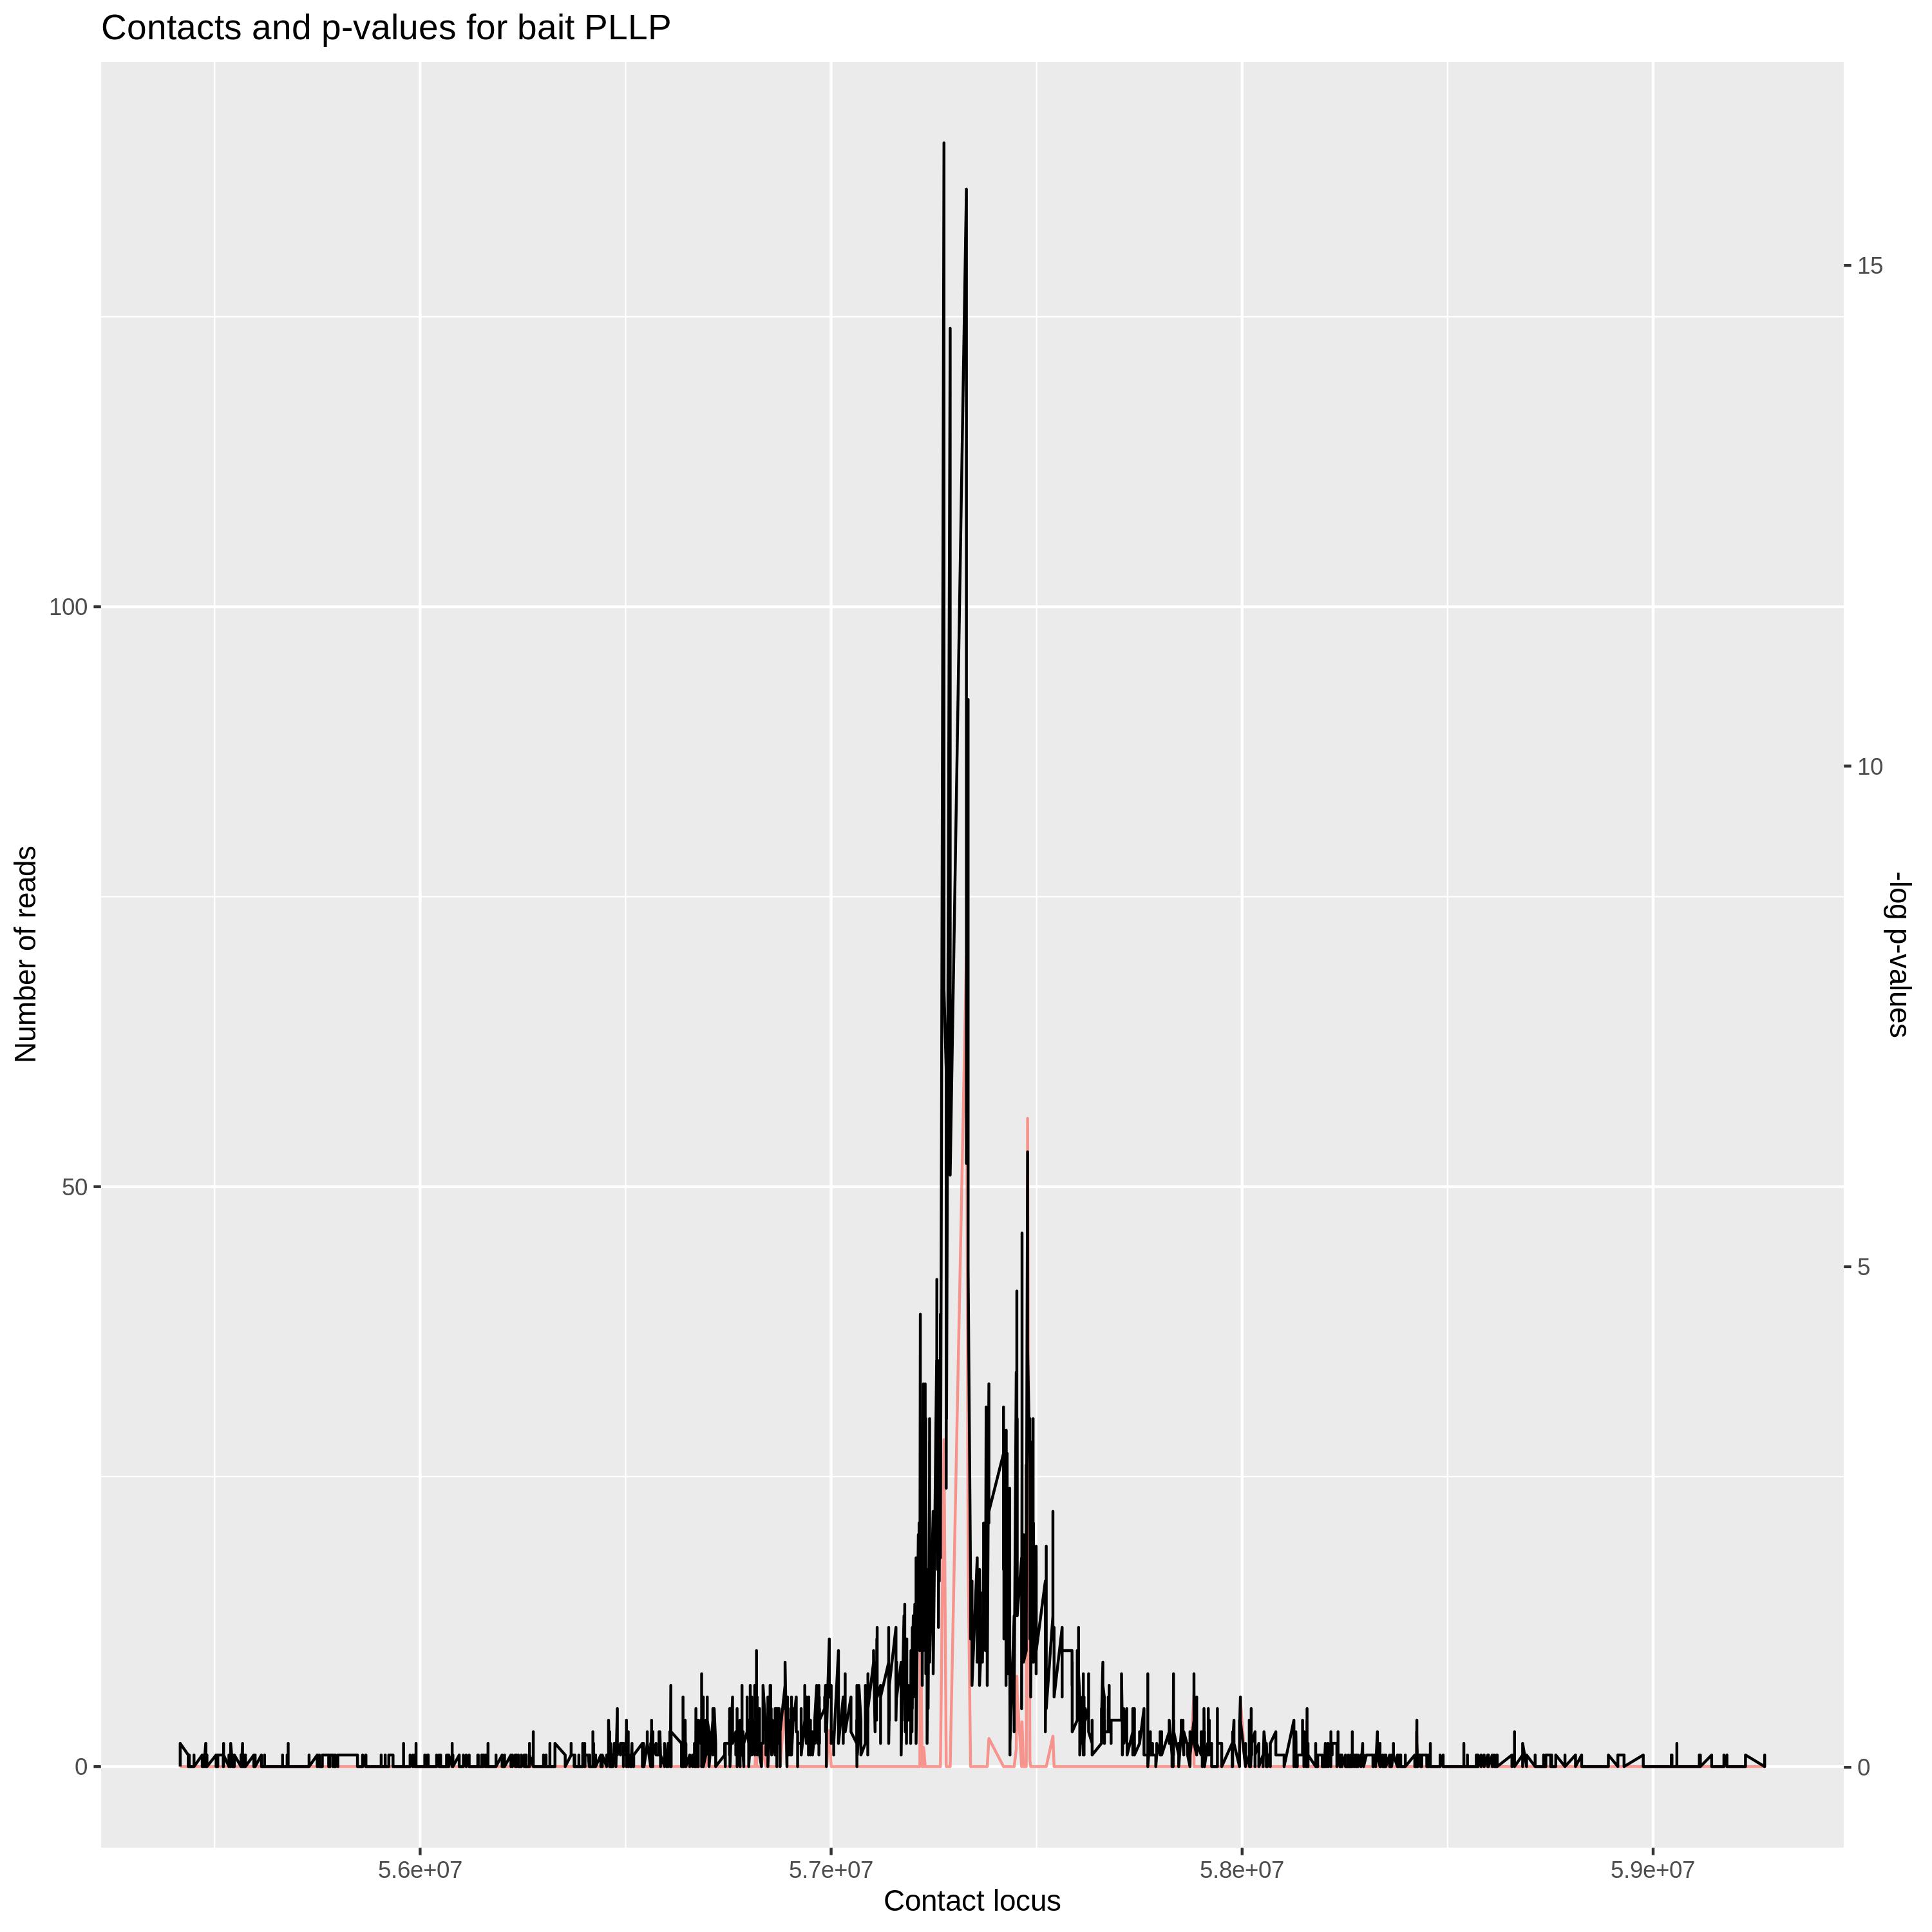 Contacts and p-values for bait PLLP
Number of reads
100
50
0
15
10
5
0
-log p-values
5.6e+07
5.7e+07
5.8e+07
5.9e+07
Contact locus